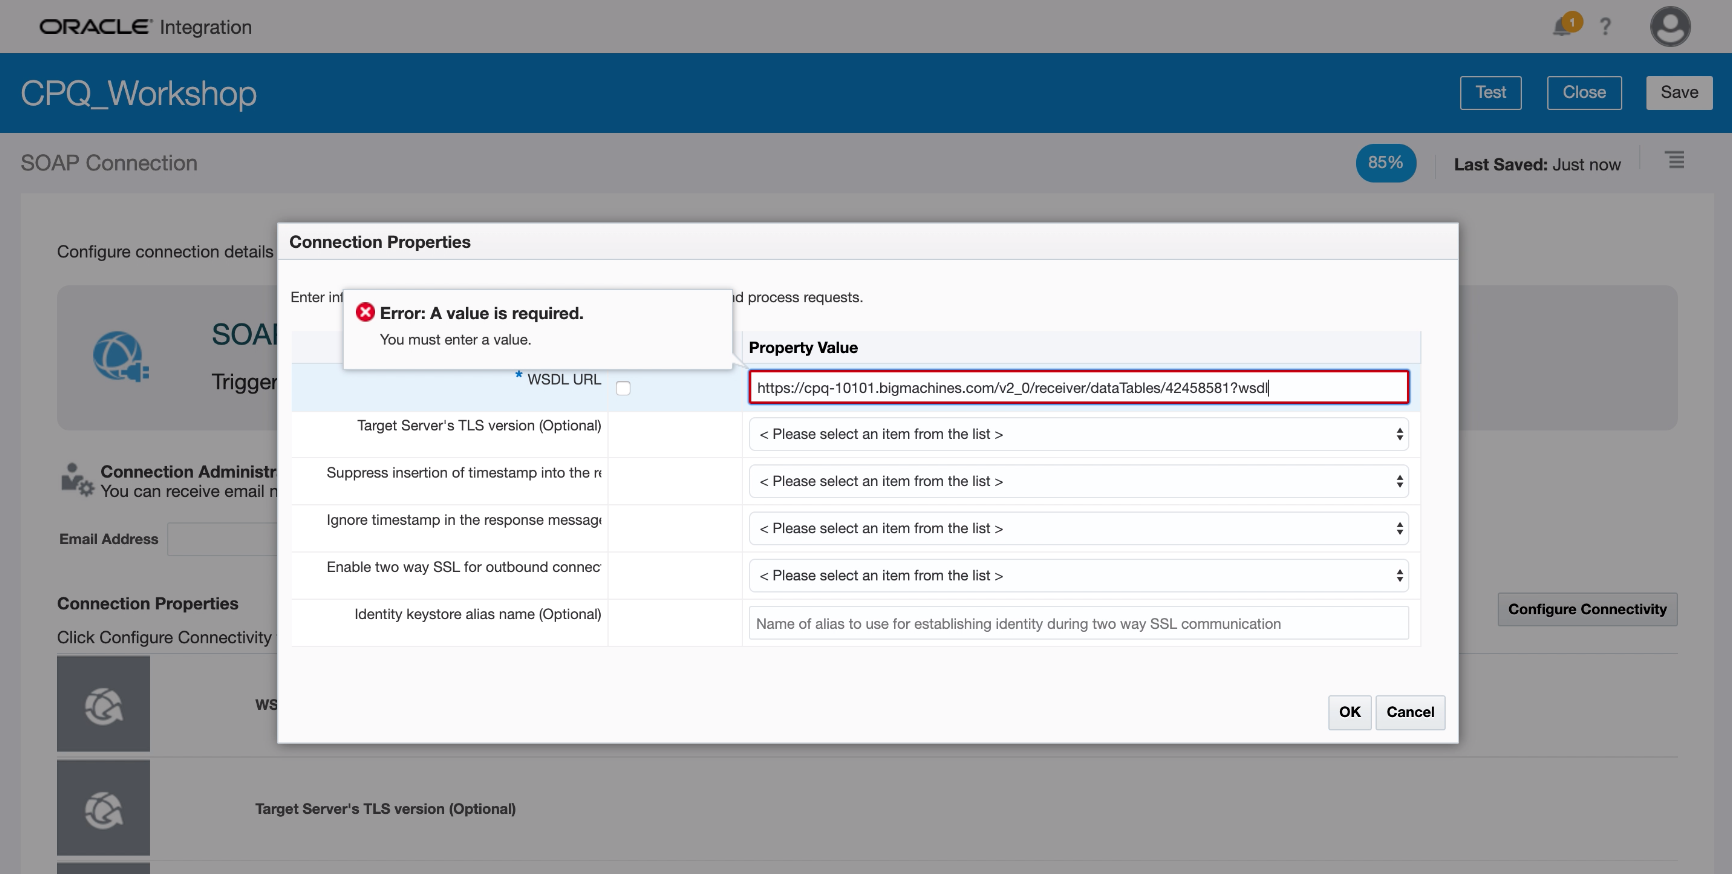 ORACLE Integration
1
?
CPQ_Workshop
Test
Close
Save
SOAP Connection
85%
Last Saved: Just now
Configure connection details
Connection Properties
Enter
process requests.
Error: A value is required.
You must enter a value.
Property Value
* WSDL URL
https://cpq-10101.bigmachines.com/v2_0/receiver/dataTables/42458581?wsdl
Target Server's TLS version (Optional)
< Please select an item from the list >
Suppress insertion of timestamp into the
< Please select an item from the list >
Ignore timestamp in the response message
< Please select an item from the list >
Enable two way SSL for outbound connec
< Please select an item from the list >
Identity keystore alias name (Optional)
Name of alias to use for establishing identity during two way SSL communication
OK
Cancel
SOAP
Trigger
Connection Administr
You can receive email
Email Address
Connection Properties
Click Configure Connectivity
Configure Connectivity
WS
Target Server's TLS version (Optional)